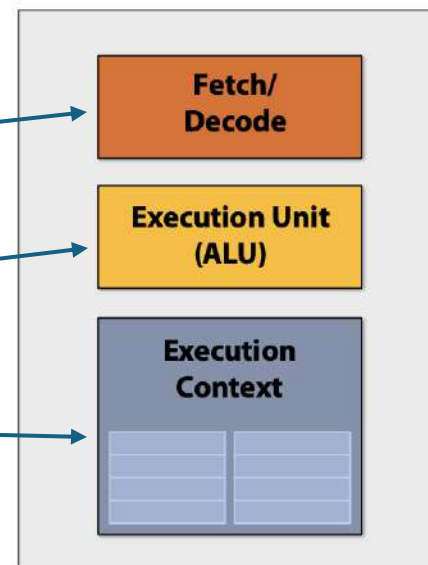 Fetch/
Decode
Execution Unit
(ALU)
Execution
Context